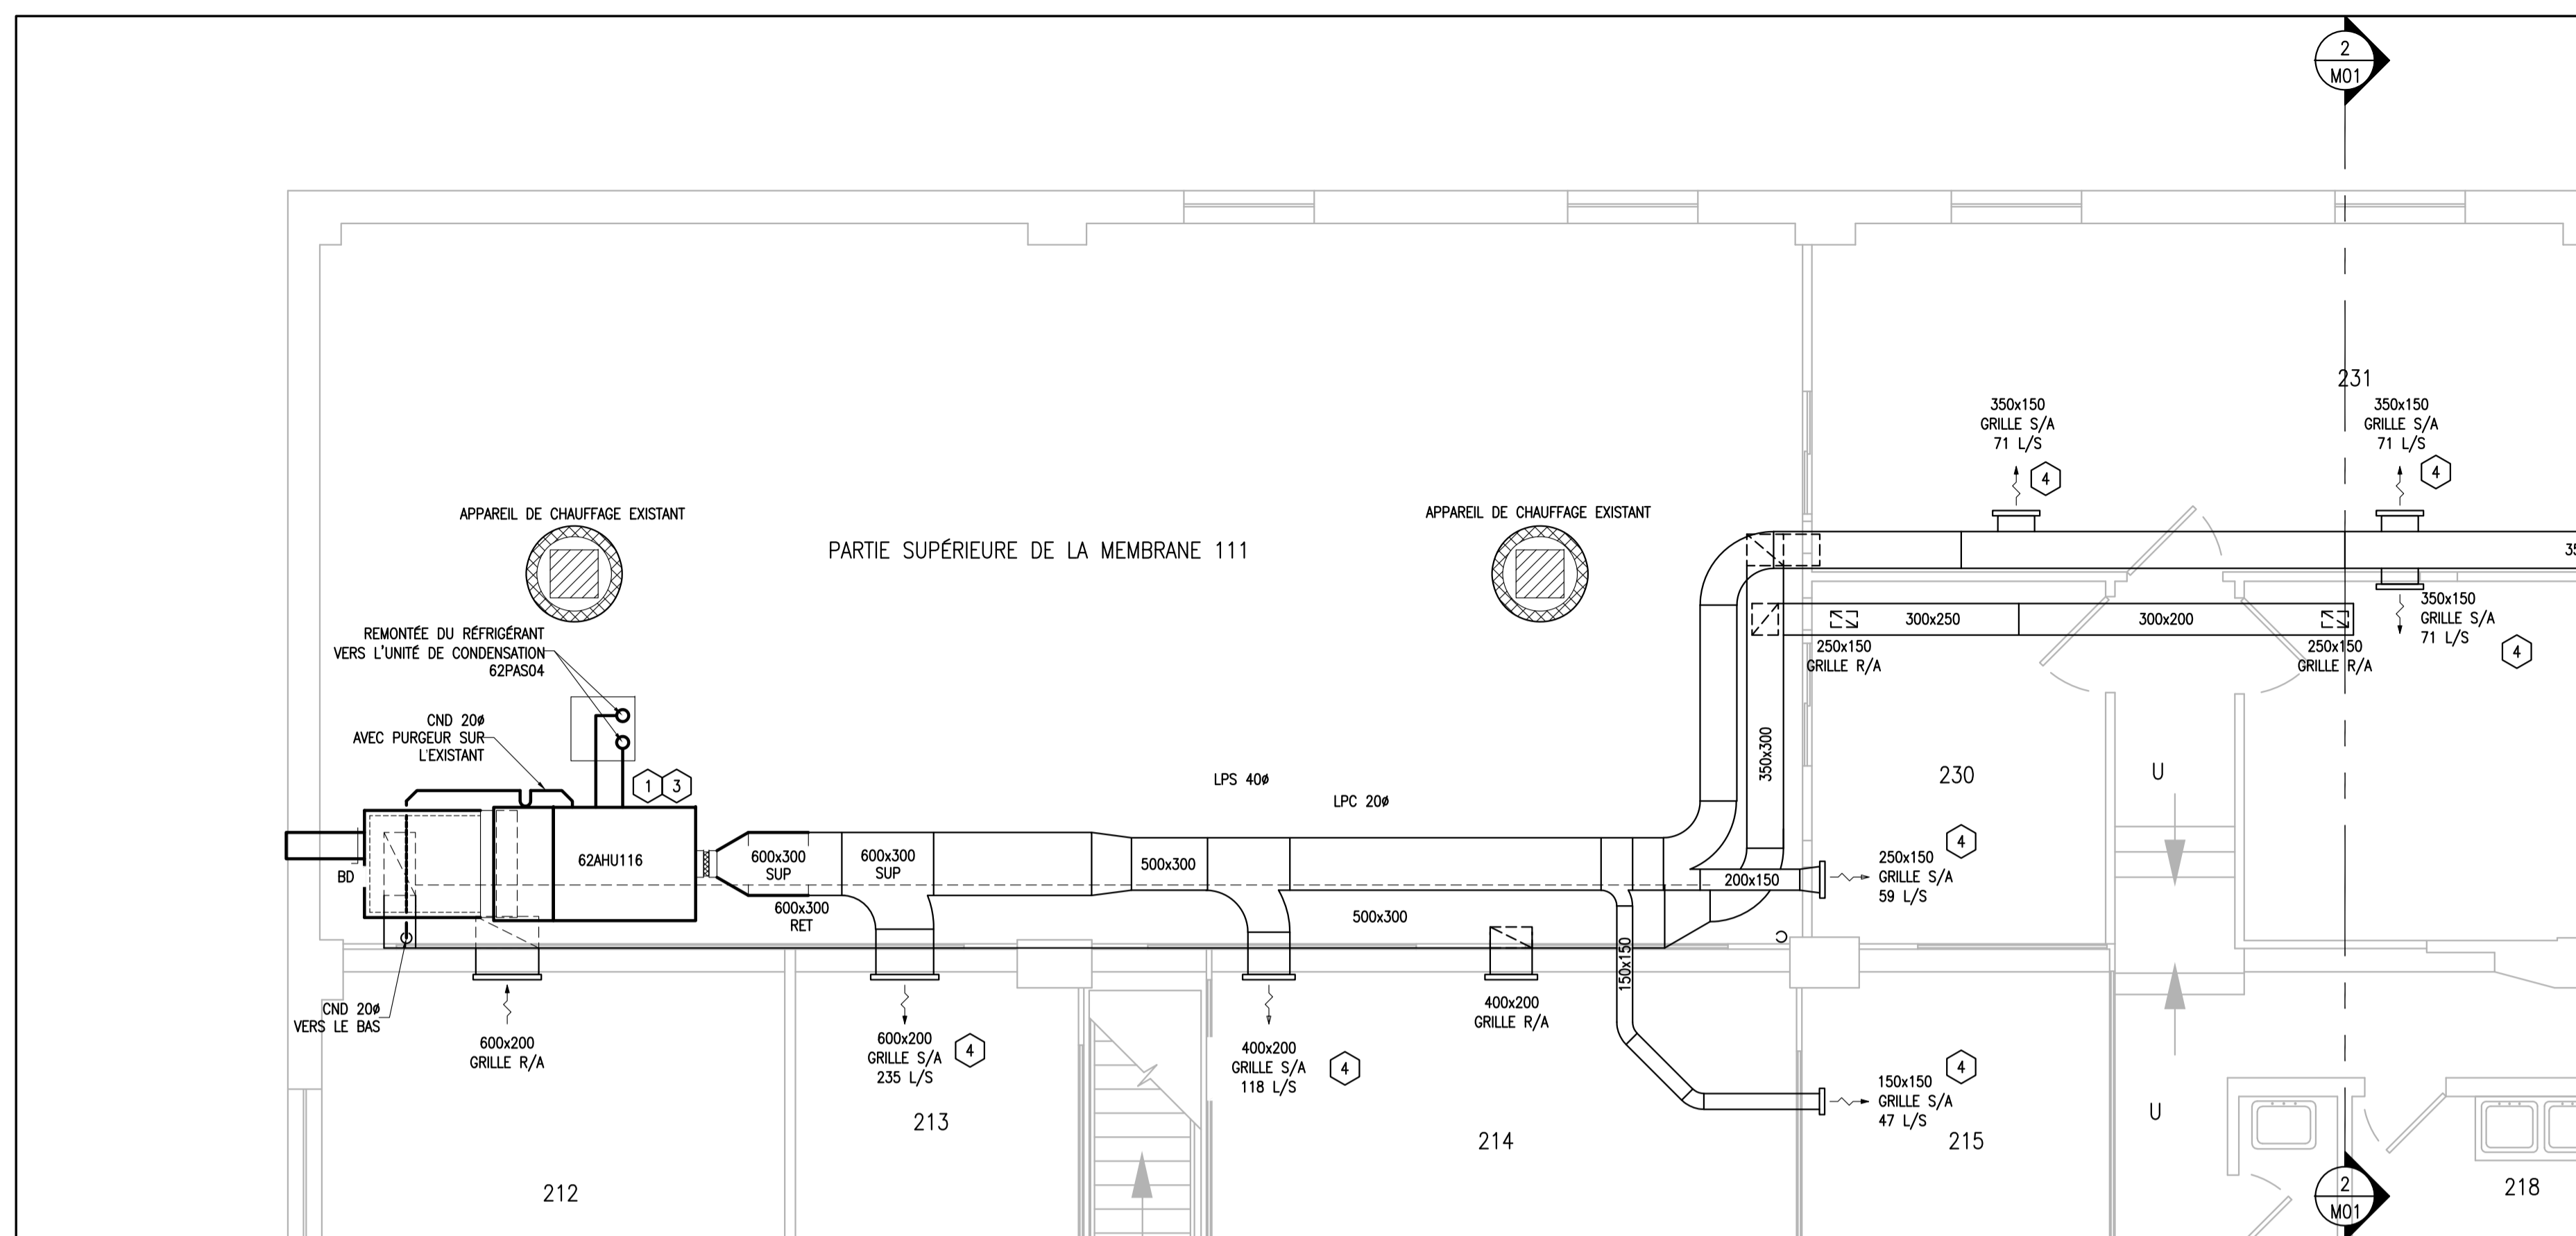 2
M01
231
350x150
GRILLE S/A
71 L/S
4
350x150
GRILLE S/A
71 L/S
4
APPAREIL DE CHAUFFAGE EXISTANT
APPAREIL DE CHAUFFAGE EXISTANT
PARTIE SUPÉRIEURE DE LA MEMBRANE 111
300x250
300x200
350x150
GRILLE S/A
71 L/S
4
250x150
GRILLE R/A
250x150
GRILLE R/A
REMONTÉE DU RÉFRIGÉRANT
VERS L'UNITÉ DE CONDENSATION
62PAS04
CND 20ø
AVEC PURGEUR SUR
L'EXISTANT
1
3
LPS 40ø
LPC 20ø
350x300
230
U
BD
62AHU116
600x300
SUP
600x300
SUP
500x300
600x300
RET
500x300
200x150
250x150
GRILLE S/A
59 L/S
4
150x150
CND 20ø
VERS LE BAS
600x200
GRILLE R/A
600x200
GRILLE S/A
235 L/S
4
400x200
GRILLE S/A
118 L/S
4
400x200
GRILLE R/A
150x150
GRILLE S/A
47 L/S
4
U
212
213
214
215
218
2
M01